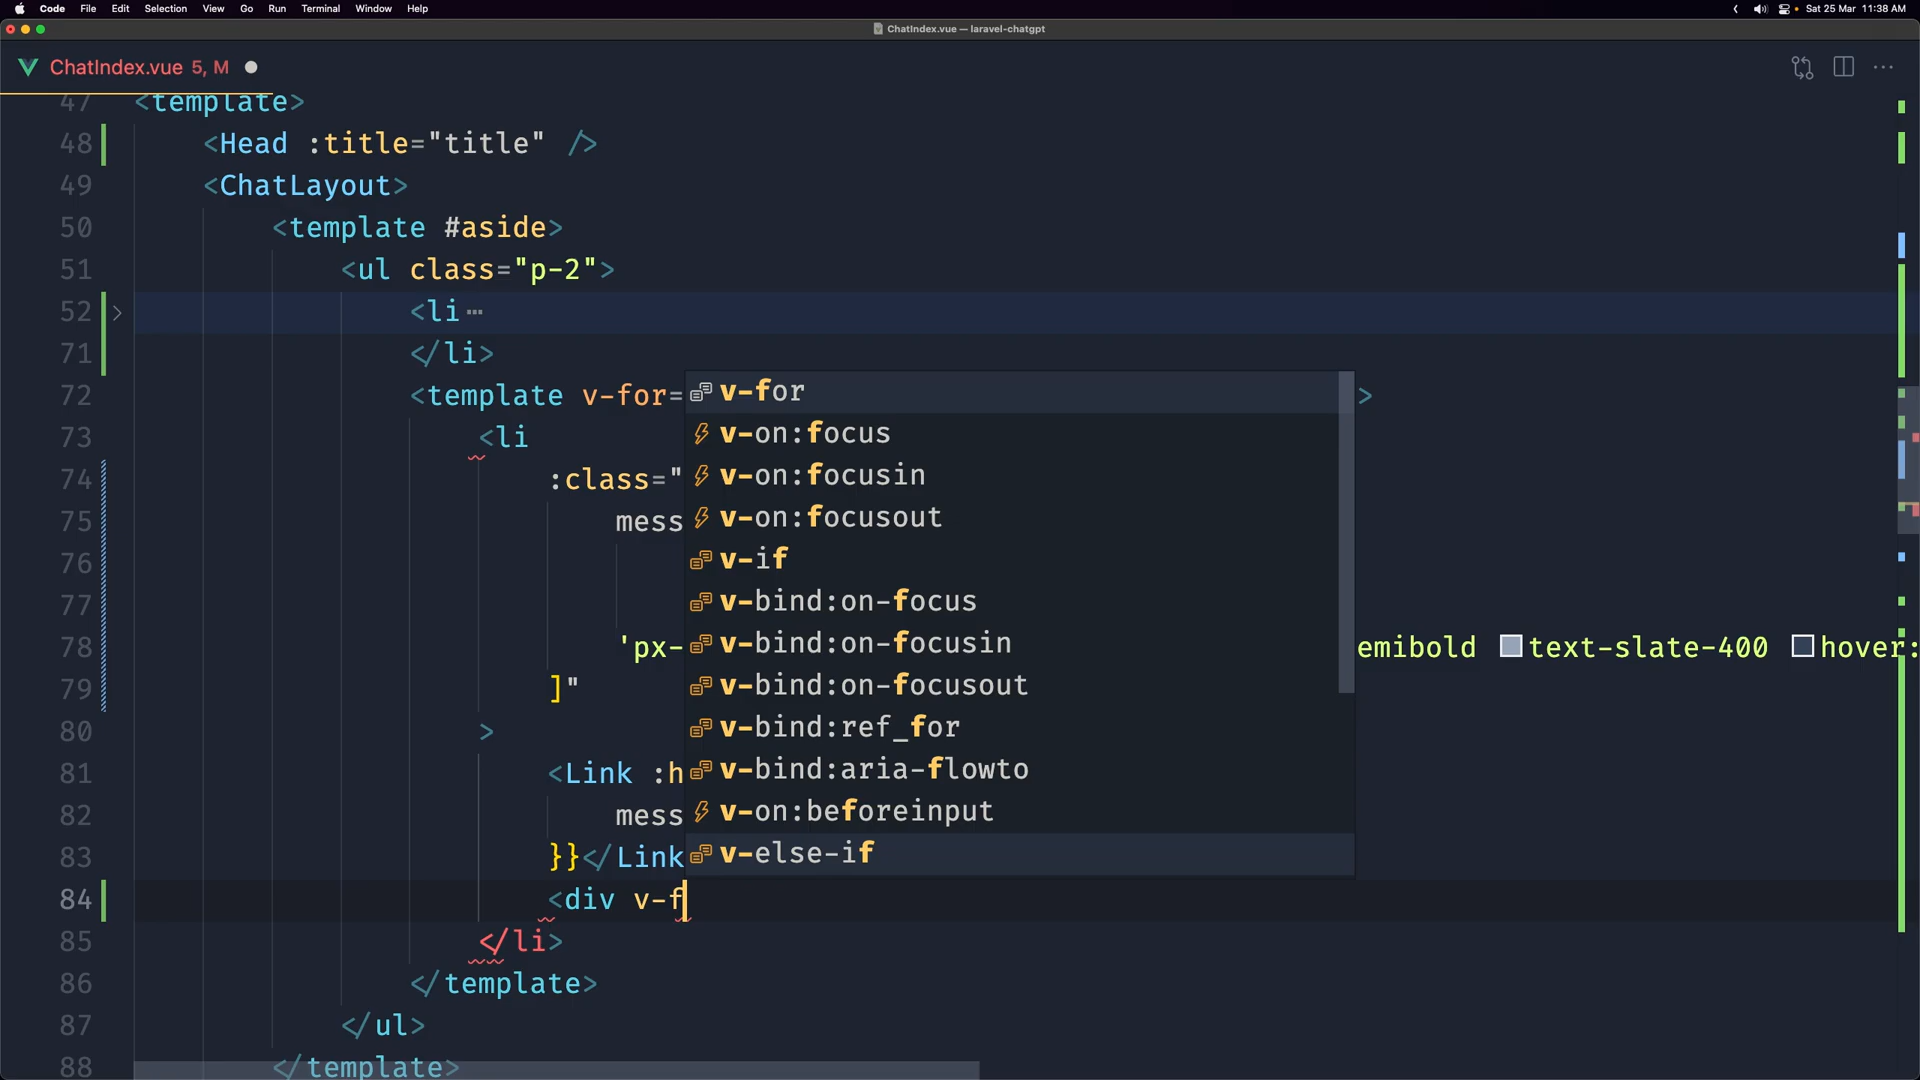 Code File Edit Selection View Go Run Terminal Window Help Sat 25 Mar 11:38 AM
ChatIndex.vue — laravel-chatgpt
ChatIndex.vue 5, M
47 <template>
48 <Head :title="title" />
49 <ChatLayout>
50 <template #aside>
51 <ul class="p-2">
52 <li…
71 </li>
72 <template v-for= >
73 <li
74 :class="
75 mess
76
77
78 'px- emibold text-slate-400 hover:
79 ]"
80 >
81 <Link :h
82 mess
83 }}</Link
84 <div v-f
85 </li>
86 </template>
87 </ul>
88 </template>
v-for
v-on:focus
v-on:focusin
v-on:focusout
v-if
v-bind:on-focus
v-bind:on-focusin
v-bind:on-focusout
v-bind:ref_for
v-bind:aria-flowto
v-on:beforeinput
v-else-if